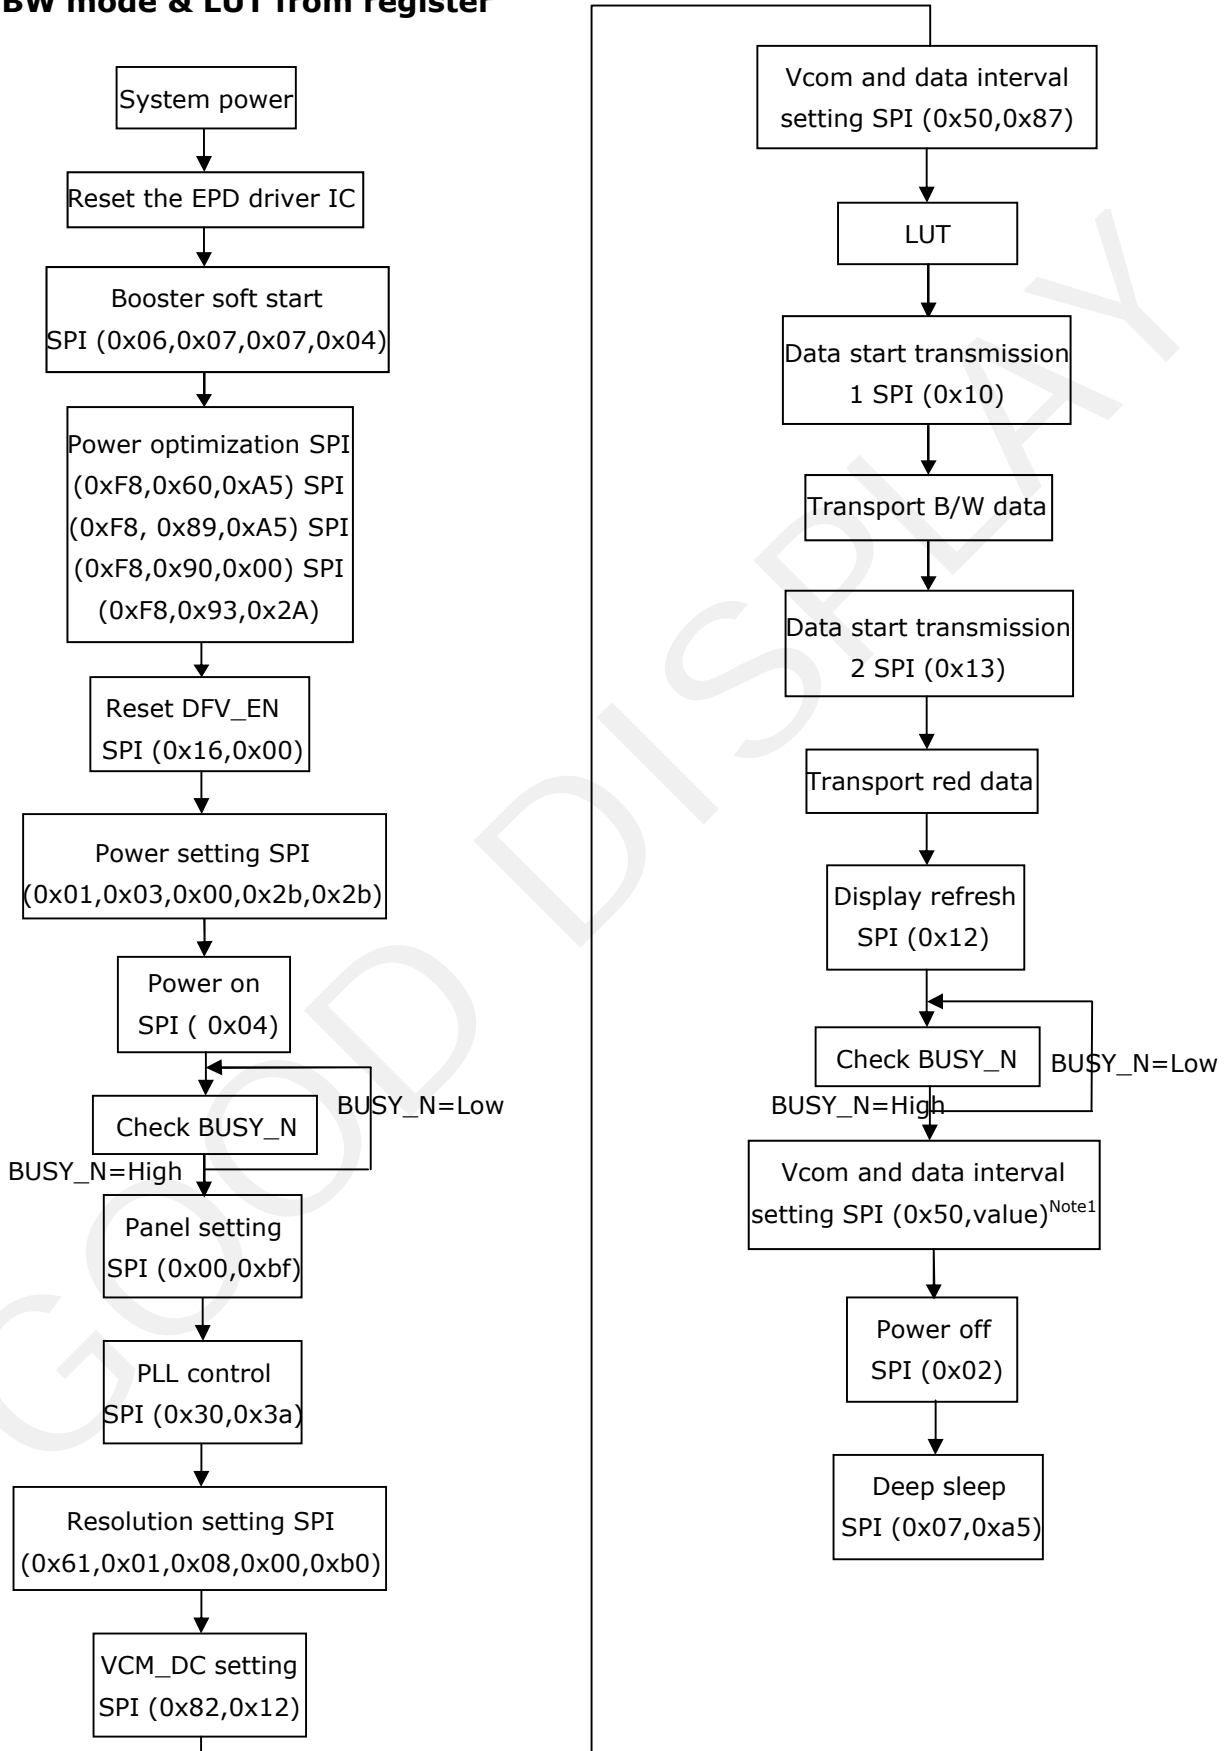 BW mode & LUT from register
System power
Reset the EPD driver IC
Booster soft start
SPI (0x06,0x07,0x07,0x04)
Power optimization SPI
(0xF8,0x60,0xA5) SPI
(0xF8, 0x89,0xA5) SPI
(0xF8,0x90,0x00) SPI
(0xF8,0x93,0x2A)
Reset DFV_EN
SPI (0x16,0x00)
Power setting SPI
(0x01,0x03,0x00,0x2b,0x2b)
Power on
SPI ( 0x04)
Check BUSY_N
BUSY_N=Low
BUSY_N=High
Panel setting
SPI (0x00,0xbf)
PLL control
SPI (0x30,0x3a)
Resolution setting SPI
(0x61,0x01,0x08,0x00,0xb0)
VCM_DC setting
SPI (0x82,0x12)
Vcom and data interval
setting SPI (0x50,0x87)
LUT
Data start transmission
1 SPI (0x10)
Transport B/W data
Data start transmission
2 SPI (0x13)
Transport red data
Display refresh
SPI (0x12)
Check BUSY_N
BUSY_N=Low
BUSY_N=High
Vcom and data interval
setting SPI (0x50,value)Note1
Power off
SPI (0x02)
Deep sleep
SPI (0x07,0xa5)
GOOD DISPLAY